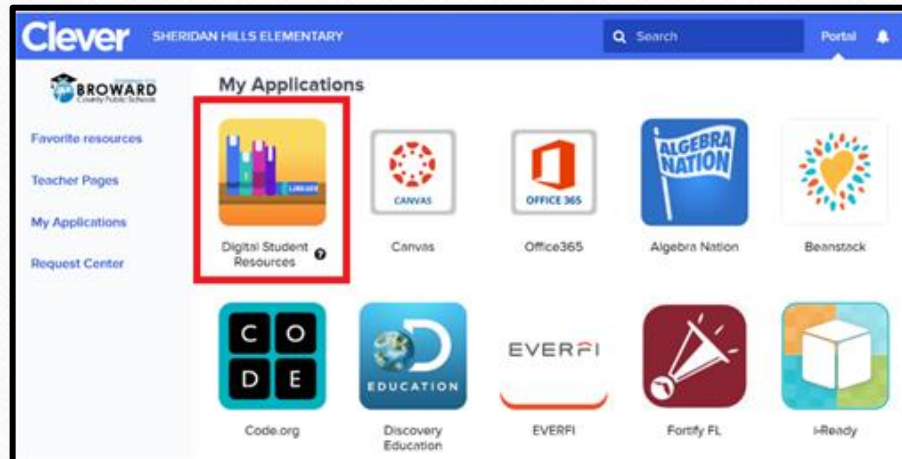 Clever SHERIDAN HILLS ELEMENTARY Search Portal
BROWARD
County Public Schools
My Applications
Favorite resources
Teacher Pages
My Applications
Request Center
LIBRARY
CANVAS
OFFICE 365
ALGEBRA
NATION
Digital Student
Resources ?
Canvas
Office365
Algebra Nation
Beanstack
C O
D E
EDUCATION
EVERFI
Code.org
Discovery
Education
EVERFI
Fortify FL
i-Ready